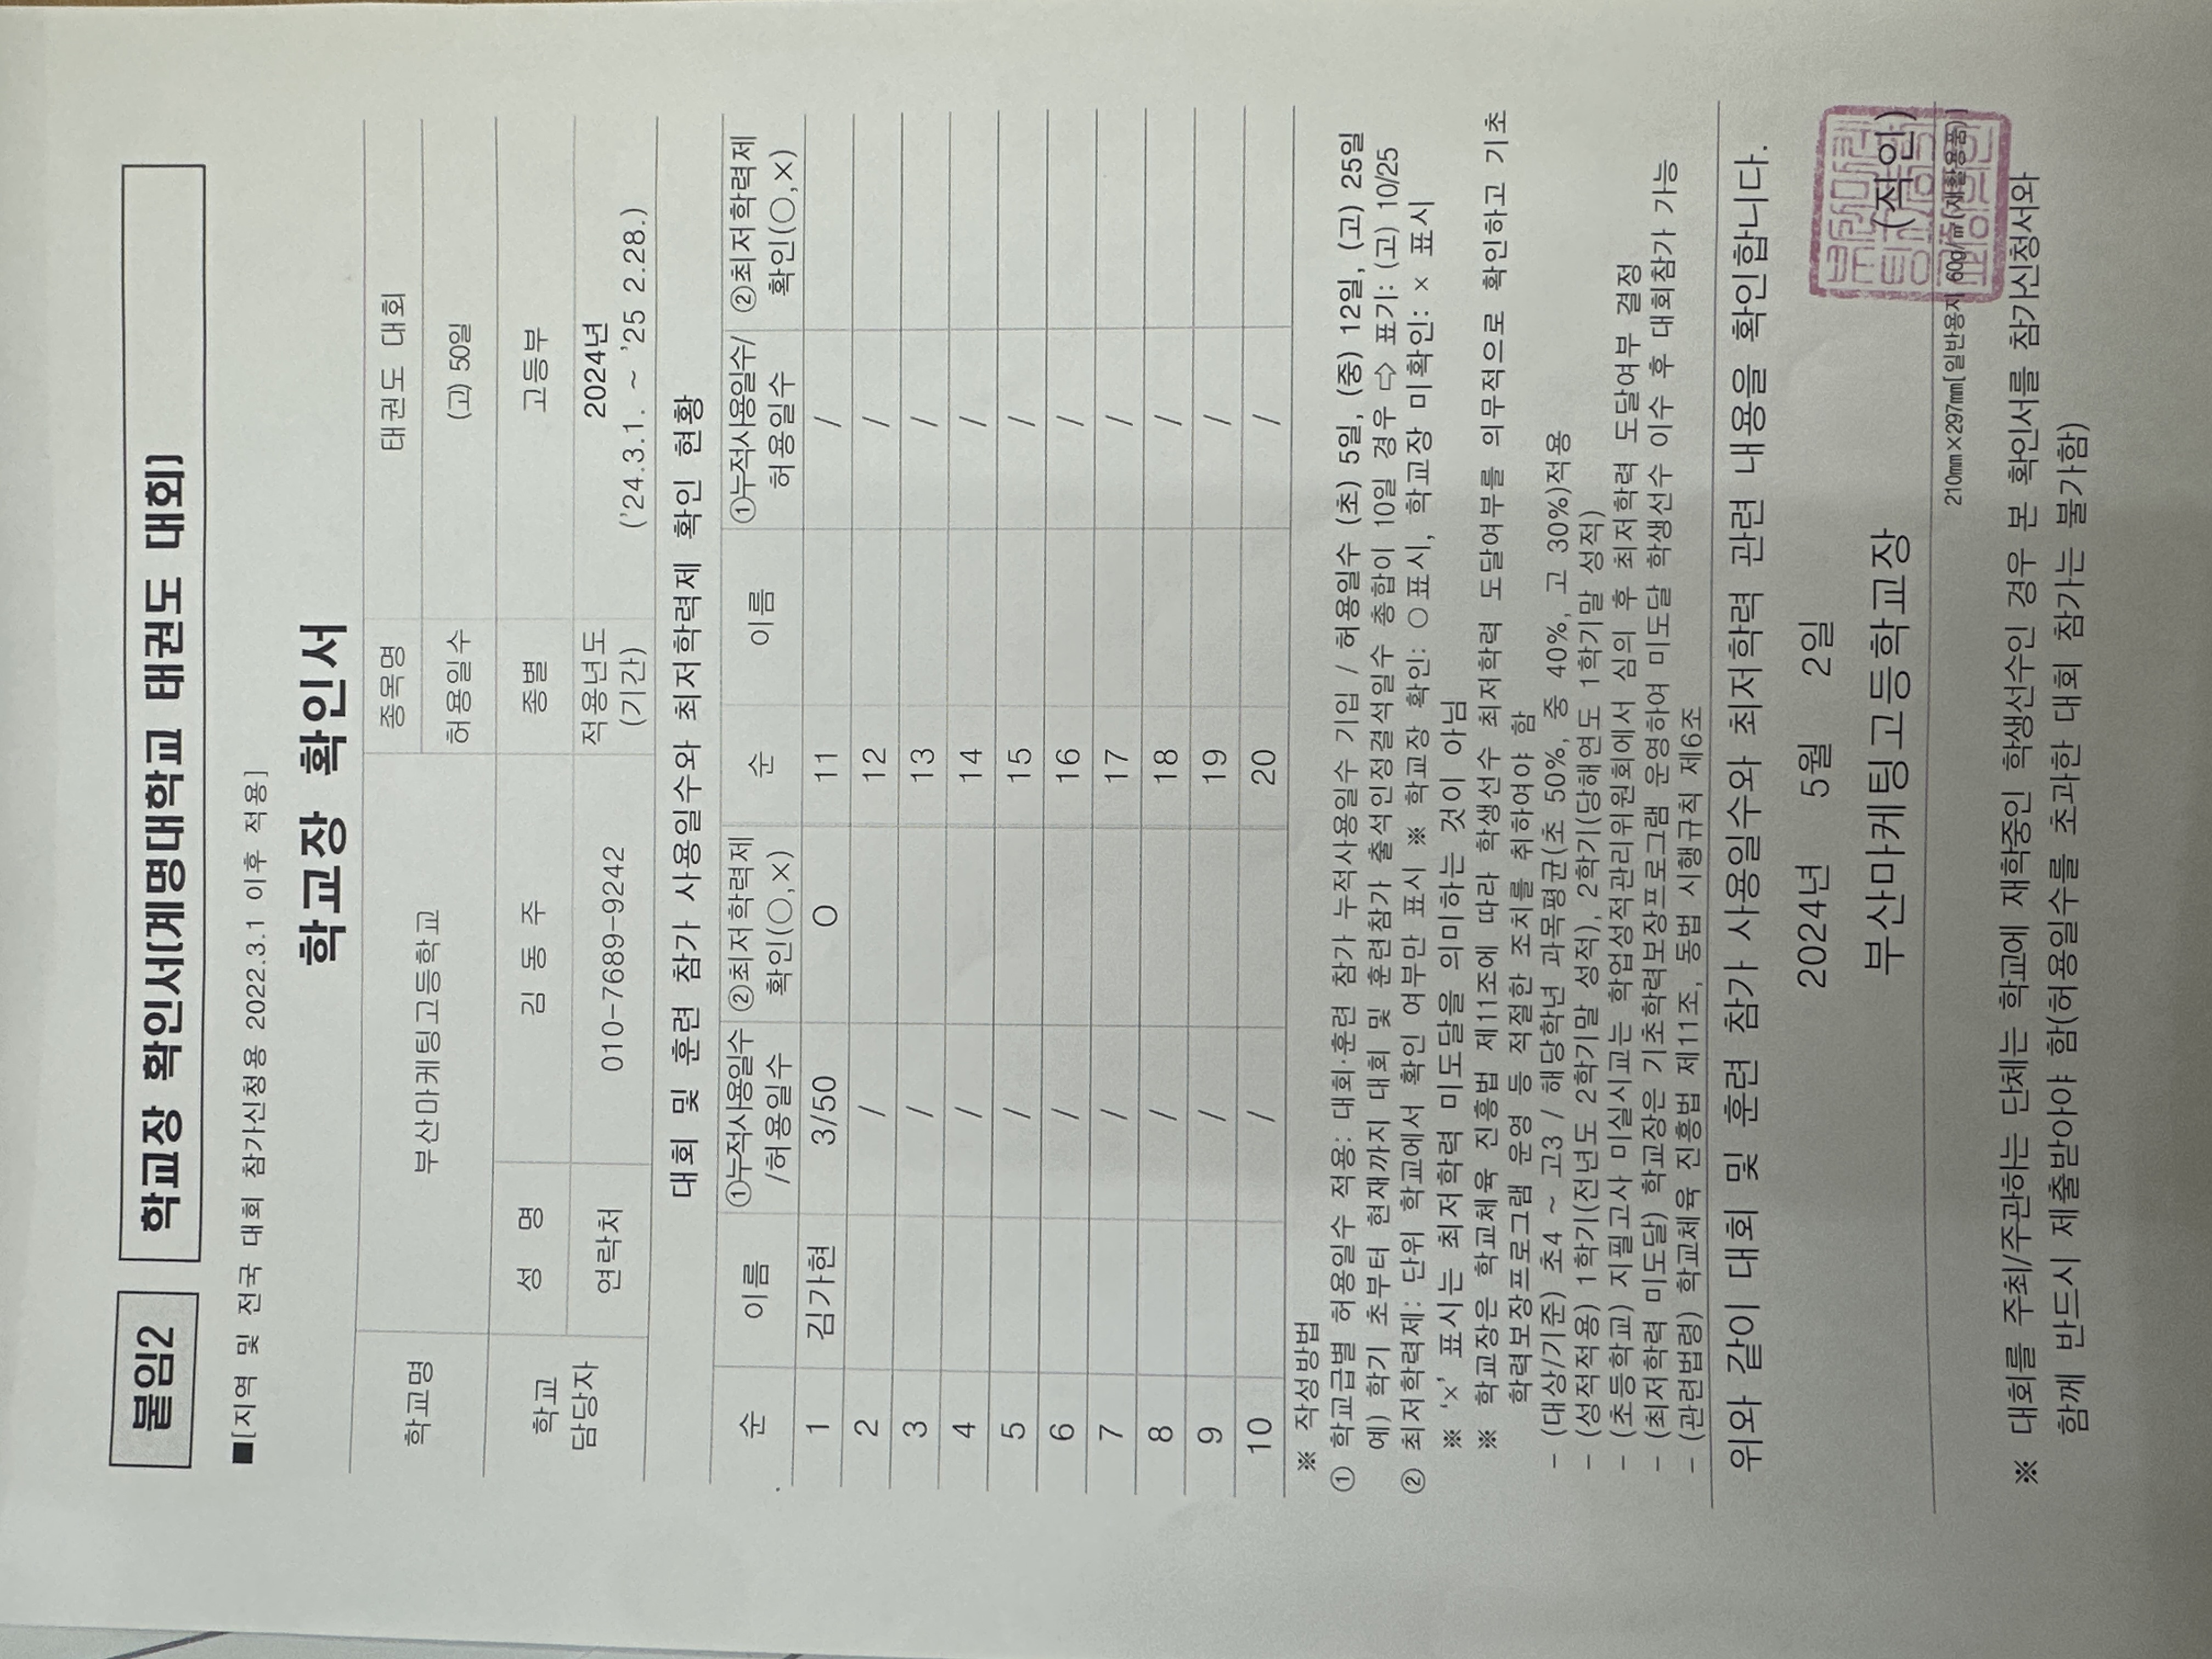 붙임2 학교장 확인서[계명대학교 태권도 대회]
■[지역 및 전국 대회 참가신청용 2022.3.1 이후 적용]
학교장 확인서
학교명 부산마케팅고등학교 종목명 태권도 대회
허용일수 (고) 50일
학교 담당자 성 명 김 동 주 종별 고등부
연락처 010-7689-9242 적용년도 (기간) 2024년 ('24.3.1. ~ '25 2.28.)
대회 및 훈련 참가 사용일수와 최저학력제 확인 현황
순 이름 ①누적사용일수/허용일수 ②최저학력제 확인(○,×) 순 이름 ①누적사용일수/허용일수 ②최저학력제 확인(○,×)
1 김가현 3/50 O 11 /
2 / 12 /
3 / 13 /
4 / 14 /
5 / 15 /
6 / 16 /
7 / 17 /
8 / 18 /
9 / 19 /
10 / 20 /
※ 작성방법
① 학교급별 허용일수 적용: 대회·훈련 참가 누적사용일수 기입 / 허용일수 (초) 5일, (중) 12일, (고) 25일
예) 학기 초부터 현재까지 대회 및 훈련참가 출석인정결석일수 총합이 10일 경우 ⇨ 표기: (고) 10/25
② 최저학력제: 단위 학교에서 확인 여부만 표시 ※ 학교장 확인: ○ 표시, 학교장 미확인: × 표시
※ '×' 표시는 최저학력 미도달을 의미하는 것이 아님
※ 학교장은 학교체육 진흥법 제11조에 따라 학생선수 최저학력 도달여부를 의무적으로 확인하고 기초
학력보장프로그램 운영 등 적절한 조치를 취하여야 함
- (대상/기준) 초4 ~ 고3 / 해당학년 과목평균(초 50%, 중 40%, 고 30%)적용
- (성적적용) 1학기(전년도 2학기말 성적), 2학기(당해연도 1학기말 성적)
- (초등학교) 지필고사 미실시교는 학업성적관리위원회에서 심의 후 최저학력 도달여부 결정
- (최저학력 미도달) 학교장은 기초학력보장프로그램 운영하여 미도달 학생선수 이수 후 대회참가 가능
- (관련법령) 학교체육 진흥법 제11조, 동법 시행규칙 제6조
위와 같이 대회 및 훈련 참가 사용일수와 최저학력 관련 내용을 확인합니다.
2024년 5월 2일
부산마케팅고등학교장 (직인)
210㎜×297㎜[일반용지 60g/㎡(재활용품)]
※ 대회를 주최/주관하는 단체는 학교에 재학중인 학생선수인 경우 본 확인서를 참가신청서와
함께 반드시 제출받아야 함(허용일수를 초과한 대회 참가는 불가함)